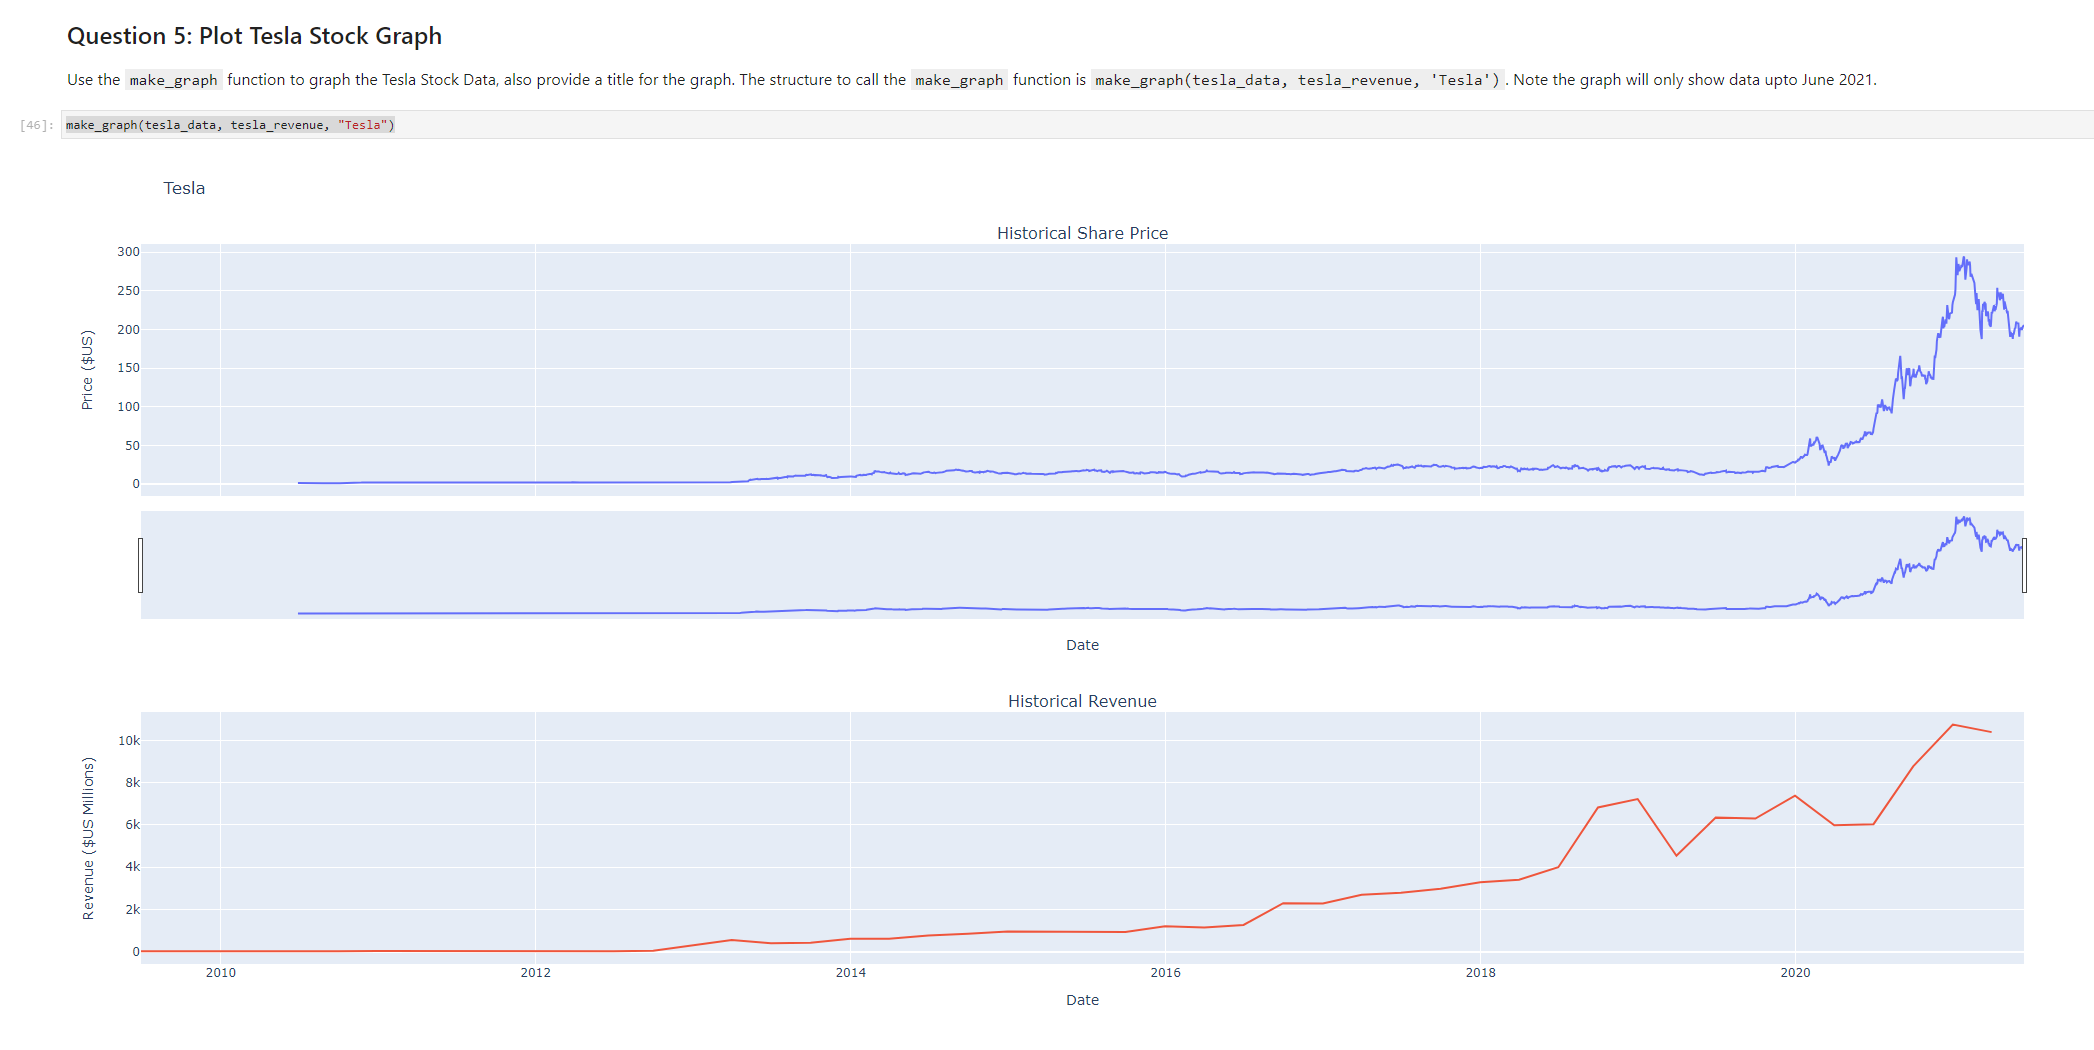 Question 5: Plot Tesla Stock Graph
Use the make_graph function to graph the Tesla Stock Data, also provide a title for the graph. The structure to call the make_graph function is make_graph(tesla_data, tesla_revenue, 'Tesla') . Note the graph will only show data upto June 2021.
[46]: make_graph(tesla_data, tesla_revenue, "Tesla")
Tesla
Historical Share Price
Price ($US)
300
250
200
150
100
50
0
Date
Historical Revenue
Revenue ($US Millions)
10k
8k
6k
4k
2k
0
2010 2012 2014 2016 2018 2020
Date